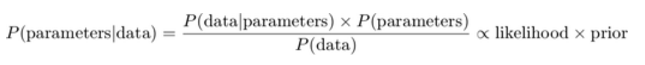 P(parameters|data) = P(data|parameters) × P(parameters) / P(data) ∝ likelihood × prior